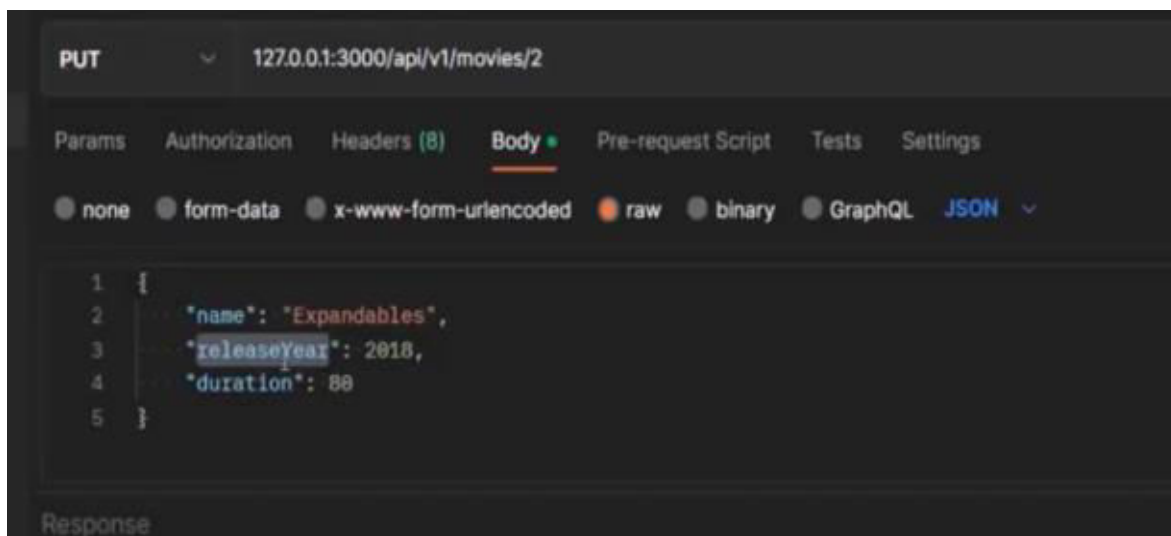 PUT 127.0.0.1:3000/api/v1/movies/2
Params Authorization Headers (8) Body Pre-request Script Tests Settings
none form-data x-www-form-urlencoded raw binary GraphQL JSON
1 {
2 "name": "Expandables",
3 "releaseYear": 2018,
4 "duration": 80
5 }
Response